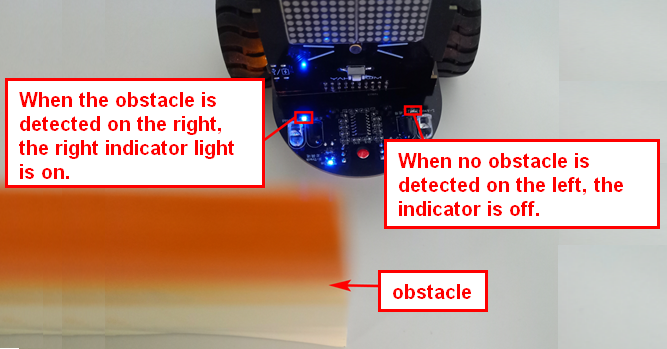 When the obstacle is
detected on the right,
the right indicator light
is on.
When no obstacle is
detected on the left, the
indicator is off.
obstacle